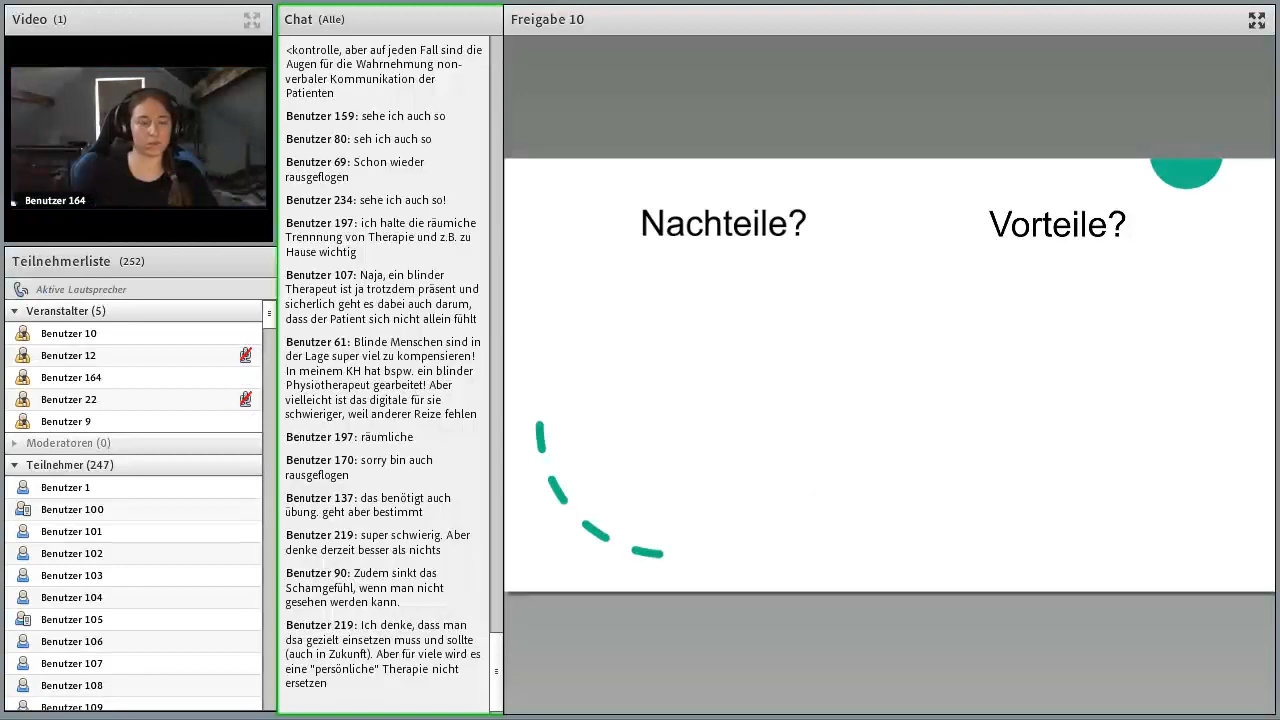 Video (1)
Benutzer 164
Teilnehmerliste (252)
Aktive Lautsprecher
Veranstalter (5)
Benutzer 10
Benutzer 12
Benutzer 164
Benutzer 22
Benutzer 9
Moderatoren (0)
Teilnehmer (247)
Benutzer 1
Benutzer 100
Benutzer 101
Benutzer 102
Benutzer 103
Benutzer 104
Benutzer 105
Benutzer 106
Benutzer 107
Benutzer 108
Benutzer 109
Chat (Alle)
<kontrolle, aber auf jeden Fall sind die
Augen für die Wahrnehmung non-
verbaler Kommunikation der
Patienten
Benutzer 159: sehe ich auch so
Benutzer 80: seh ich auch so
Benutzer 69: Schon wieder
rausgeflogen
Benutzer 234: sehe ich auch so!
Benutzer 197: ich halte die räumiche
Trennnung von Therapie und z.B. zu
Hause wichtig
Benutzer 107: Naja, ein blinder
Therapeut ist ja trotzdem präsent und
sicherlich geht es dabei auch darum,
dass der Patient sich nicht allein fühlt
Benutzer 61: Blinde Menschen sind in
der Lage super viel zu kompensieren!
In meinem KH hat bspw. ein blinder
Physiotherapeut gearbeitet! Aber
vielleicht ist das digitale für sie
schwieriger, weil anderer Reize fehlen
Benutzer 197: räumliche
Benutzer 170: sorry bin auch
rausgeflogen
Benutzer 137: das benötigt auch
übung. geht aber bestimmt
Benutzer 219: super schwierig. Aber
denke derzeit besser als nichts
Benutzer 90: Zudem sinkt das
Schamgefühl, wenn man nicht
gesehen werden kann.
Benutzer 219: Ich denke, dass man
dsa gezielt einsetzen muss und sollte
(auch in Zukunft). Aber für viele wird es
eine "persönliche" Therapie nicht
ersetzen
Freigabe 10
Nachteile?
Vorteile?